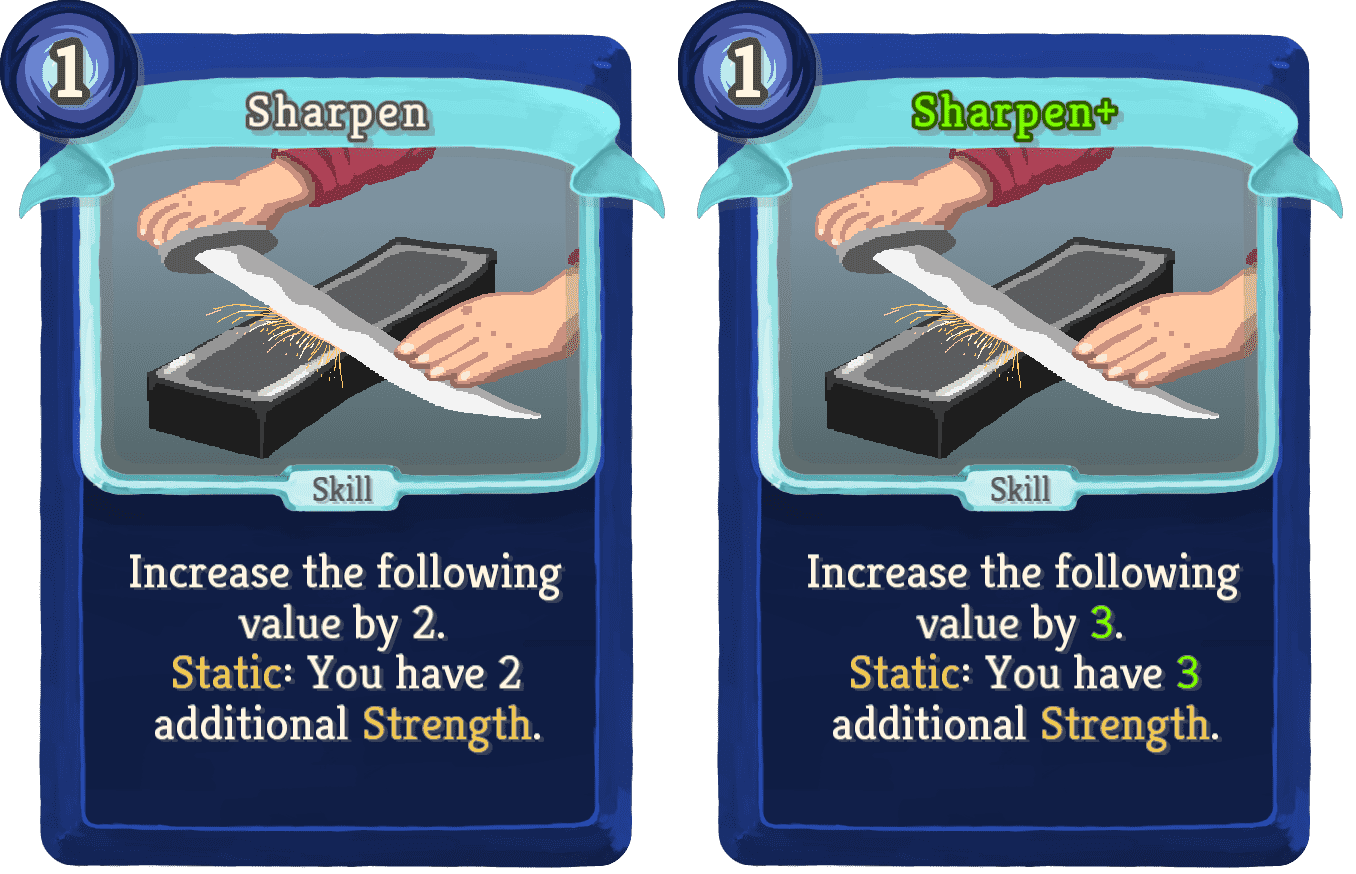 1
Sharpen
Skill
Increase the following
value by 2.
Static: You have 2
additional Strength.
1
Sharpen+
Skill
Increase the following
value by 3.
Static: You have 3
additional Strength.